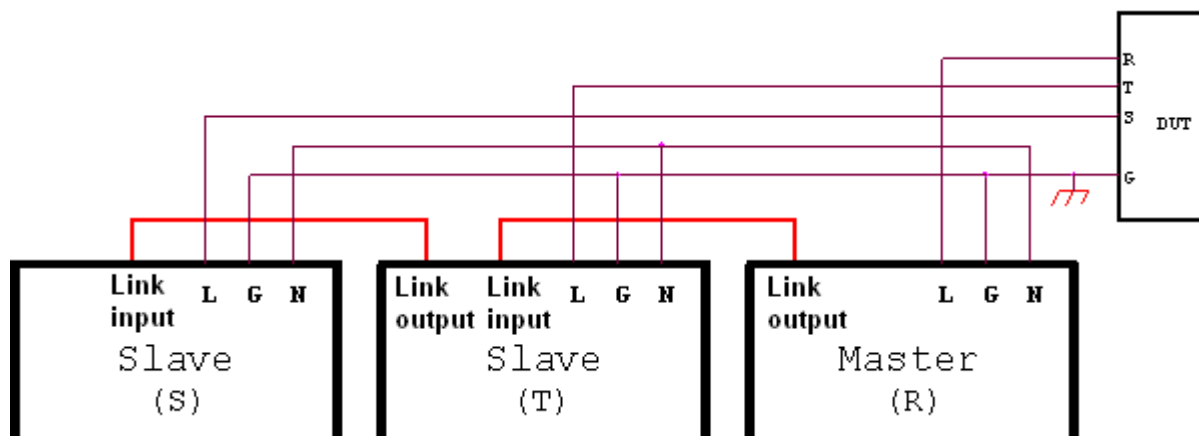 R
T
S
DUT
G
Link input L G N
Slave
(S)
Link output Link input L G N
Slave
(T)
Link output L G N
Master
(R)